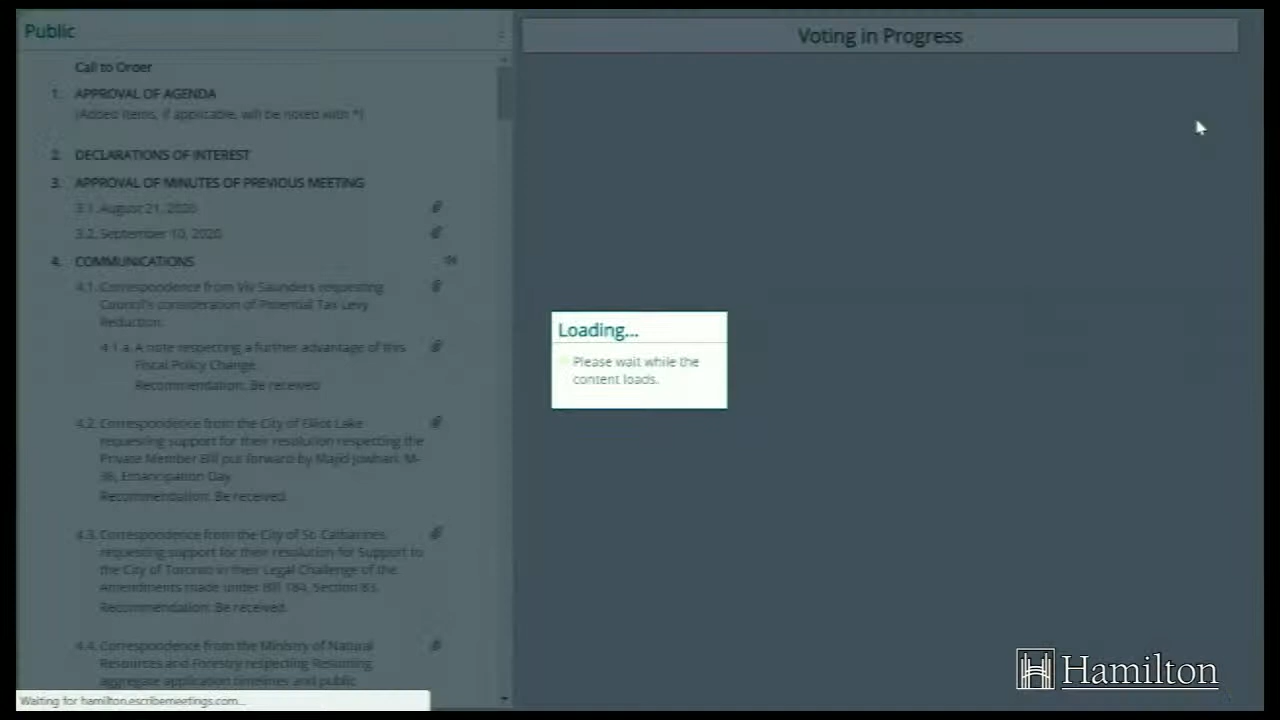 Public
Voting in Progress
Call to Order
1. APPROVAL OF AGENDA
(Added Items, if applicable, will be noted with *)
2. DECLARATIONS OF INTEREST
3. APPROVAL OF MINUTES OF PREVIOUS MEETING
3.1. August 21, 2020
3.2. September 10, 2020
4. COMMUNICATIONS
4.1. Correspondence from Viv Saunders requesting
Council's consideration of Potential Tax Levy
Reduction.
4.1.a. A note respecting a further advantage of this
Fiscal Policy Change.
Recommendation: Be received.
4.2. Correspondence from the City of Elliot Lake
requesting support for their resolution respecting the
Private Member Bill put forward by Majid Jowhari: M-
36, Emancipation Day
Recommendation: Be received.
4.3. Correspondence from the City of St. Catharines
requesting support for their resolution for Support to
the City of Toronto in their Legal Challenge of the
Amendments made under Bill 184, Section 83.
Recommendation: Be received.
4.4. Correspondence from the Ministry of Natural
Resources and Forestry respecting Resuming
aggregate application timelines and public
Loading...
Please wait while the
content loads.
Waiting for hamilton.escribemeetings.com...
Hamilton